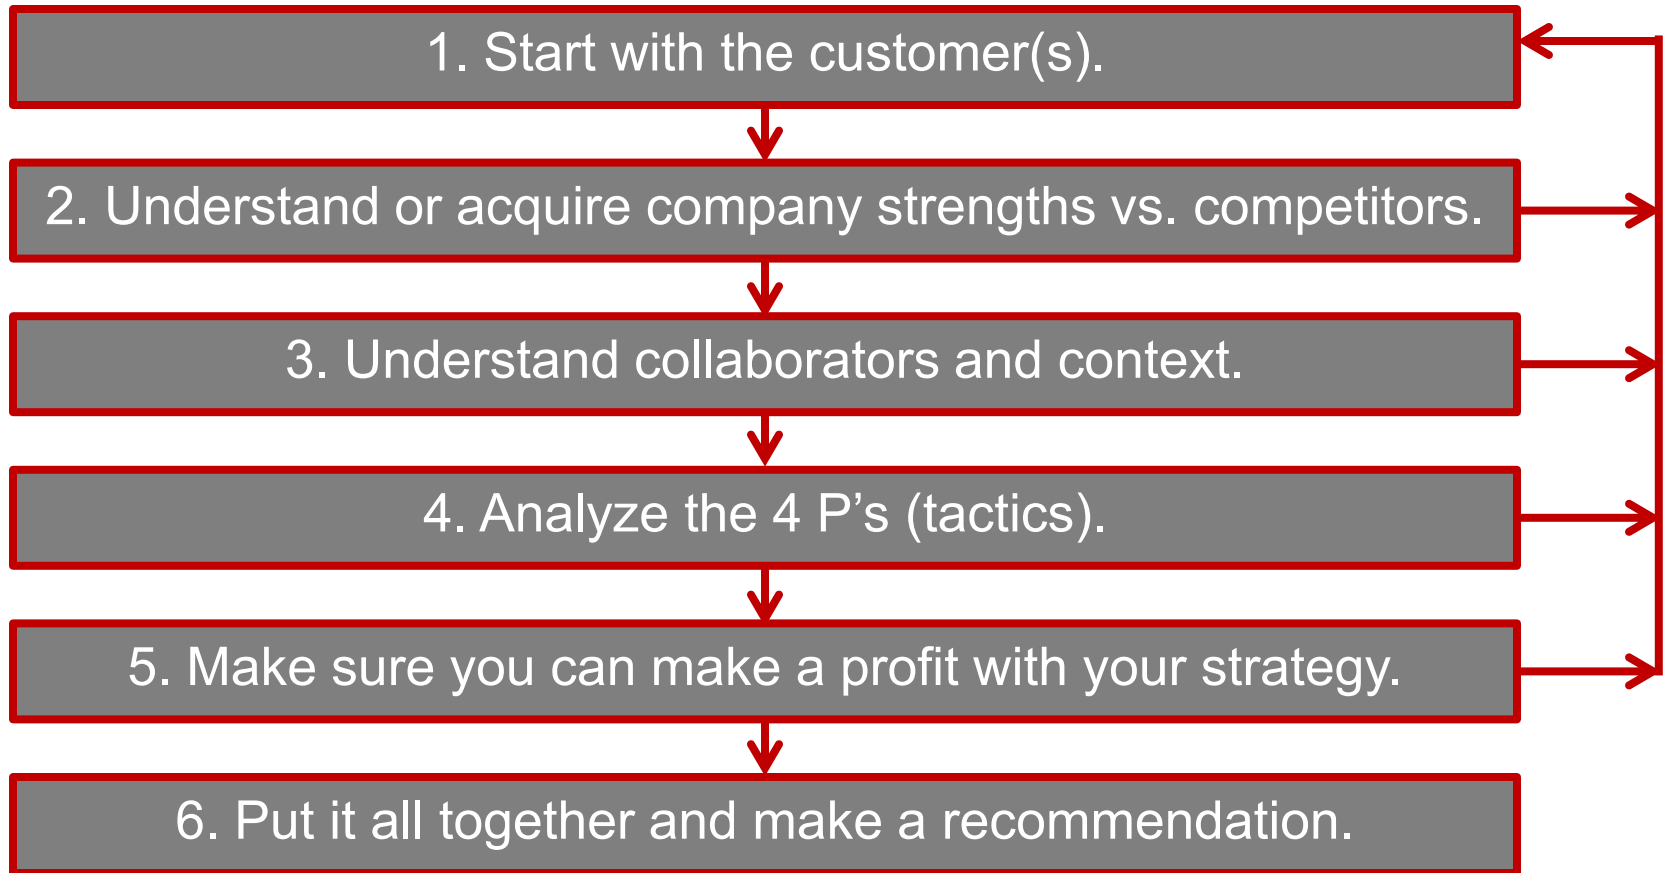 1. Start with the customer(s).
2. Understand or acquire company strengths vs. competitors.
3. Understand collaborators and context.
4. Analyze the 4 P’s (tactics).
5. Make sure you can make a profit with your strategy.
6. Put it all together and make a recommendation.